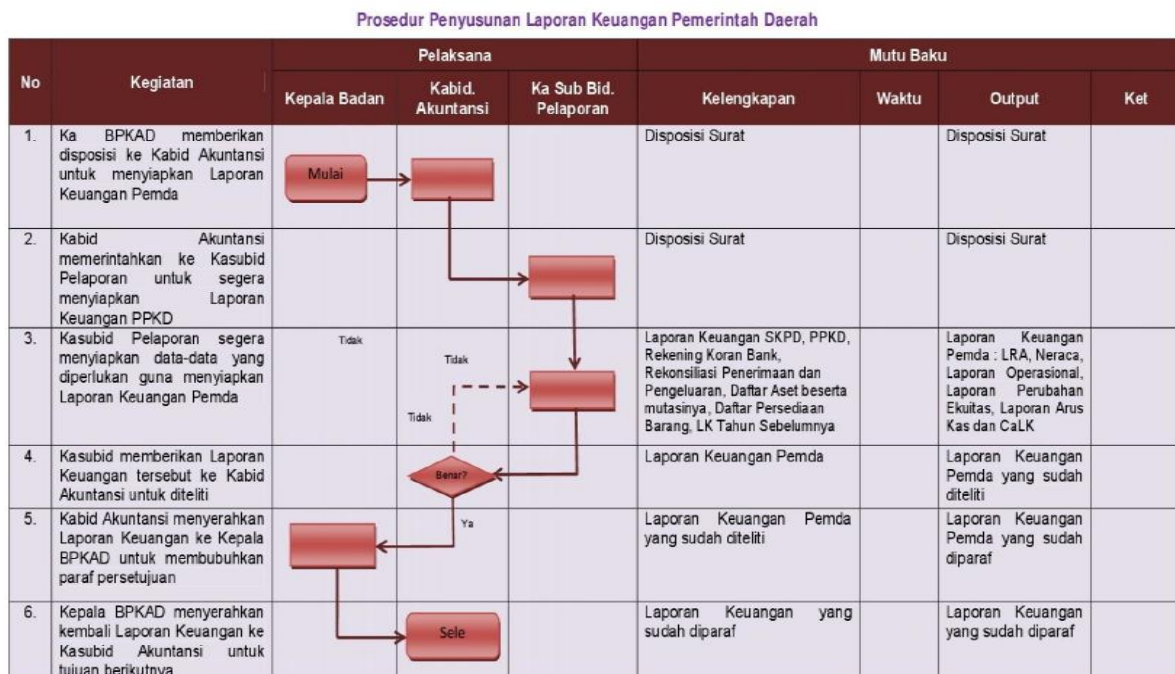 Prosedur Penyusunan Laporan Keuangan Pemerintah Daerah
No
Kegiatan
Pelaksana
Mutu Baku
Kepala Badan
Kabid.
Akuntansi
Ka Sub Bid.
Pelaporan
Kelengkapan
Waktu
Output
Ket
1.
Ka BPKAD memberikan
disposisi ke Kabid Akuntansi
untuk menyiapkan Laporan
Keuangan Pemda
Mulai
Disposisi Surat
Disposisi Surat
2.
Kabid Akuntansi
memerintahkan ke Kasubid
Pelaporan untuk segera
menyiapkan Laporan
Keuangan PPKD
Disposisi Surat
Disposisi Surat
3.
Kasubid Pelaporan segera
menyiapkan data-data yang
diperlukan guna menyiapkan
Laporan Keuangan Pemda
Tidak
Tidak
Tidak
Laporan Keuangan SKPD, PPKD,
Rekening Koran Bank,
Rekonsiliasi Penerimaan dan
Pengeluaran, Daftar Aset beserta
mutasinya, Daftar Persediaan
Barang, LK Tahun Sebelumnya
Laporan Keuangan
Pemda : LRA, Neraca,
Laporan Operasional,
Laporan Perubahan
Ekuitas, Laporan Arus
Kas dan CaLK
4.
Kasubid memberikan Laporan
Keuangan tersebut ke Kabid
Akuntansi untuk diteliti
Benar?
Laporan Keuangan Pemda
Laporan Keuangan
Pemda yang sudah
diteliti
5.
Kabid Akuntansi menyerahkan
Laporan Keuangan ke Kepala
BPKAD untuk membubuhkan
paraf persetujuan
Ya
Laporan Keuangan Pemda
yang sudah diteliti
Laporan Keuangan
Pemda yang sudah
diparaf
6.
Kepala BPKAD menyerahkan
kembali Laporan Keuangan ke
Kasubid Akuntansi untuk
tujuan berikutnya
Sele
Laporan Keuangan yang
sudah diparaf
Laporan Keuangan
yang sudah diparaf